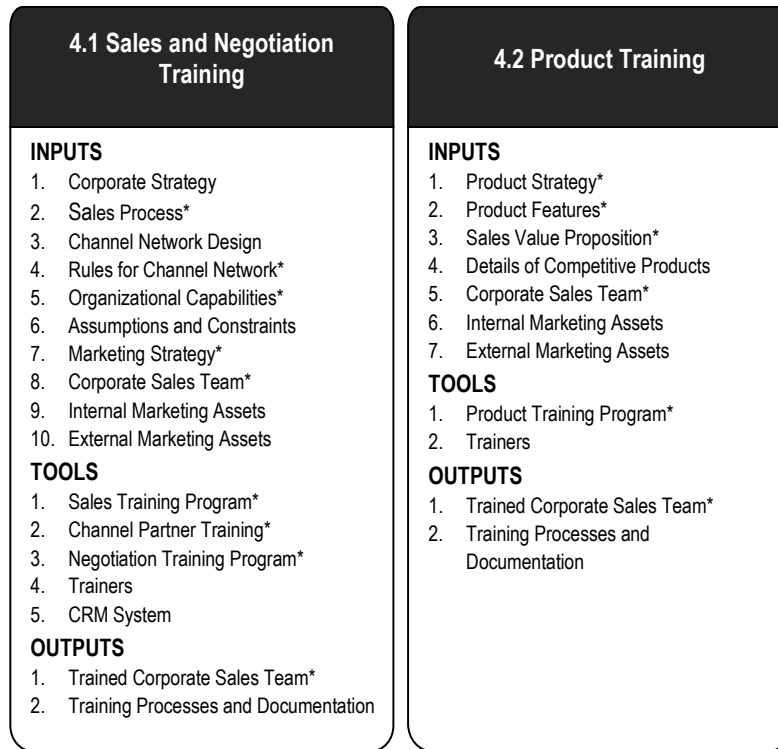 4.1 Sales and Negotiation
Training
INPUTS
1. Corporate Strategy
2. Sales Process*
3. Channel Network Design
4. Rules for Channel Network*
5. Organizational Capabilities*
6. Assumptions and Constraints
7. Marketing Strategy*
8. Corporate Sales Team*
9. Internal Marketing Assets
10. External Marketing Assets
TOOLS
1. Sales Training Program*
2. Channel Partner Training*
3. Negotiation Training Program*
4. Trainers
5. CRM System
OUTPUTS
1. Trained Corporate Sales Team*
2. Training Processes and Documentation
4.2 Product Training
INPUTS
1. Product Strategy*
2. Product Features*
3. Sales Value Proposition*
4. Details of Competitive Products
5. Corporate Sales Team*
6. Internal Marketing Assets
7. External Marketing Assets
TOOLS
1. Product Training Program*
2. Trainers
OUTPUTS
1. Trained Corporate Sales Team*
2. Training Processes and
Documentation